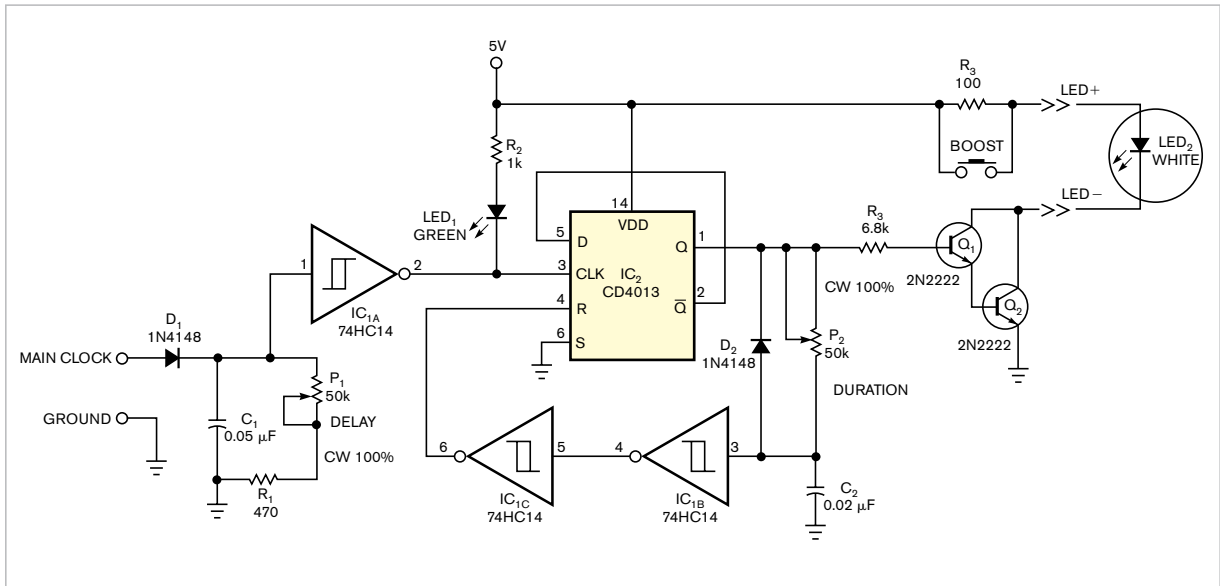 5V
R3
100
LED+
BOOST
LED2
WHITE
R2
1k
LED1
GREEN
14
VDD
LED−
5
D
Q
1
R3
6.8k
Q1
1
2
3
CLK
IC2
CD4013
CW 100%
2N2222
4
R
Q̅
2
Q2
IC1A
74HC14
6
S
D1
1N4148
D2
1N4148
P2
50k
2N2222
MAIN CLOCK
P1
50k
DURATION
GROUND
C1
0.05 µF
DELAY
CW 100%
6
5
4
3
R1
470
IC1C
74HC14
IC1B
74HC14
C2
0.02 µF